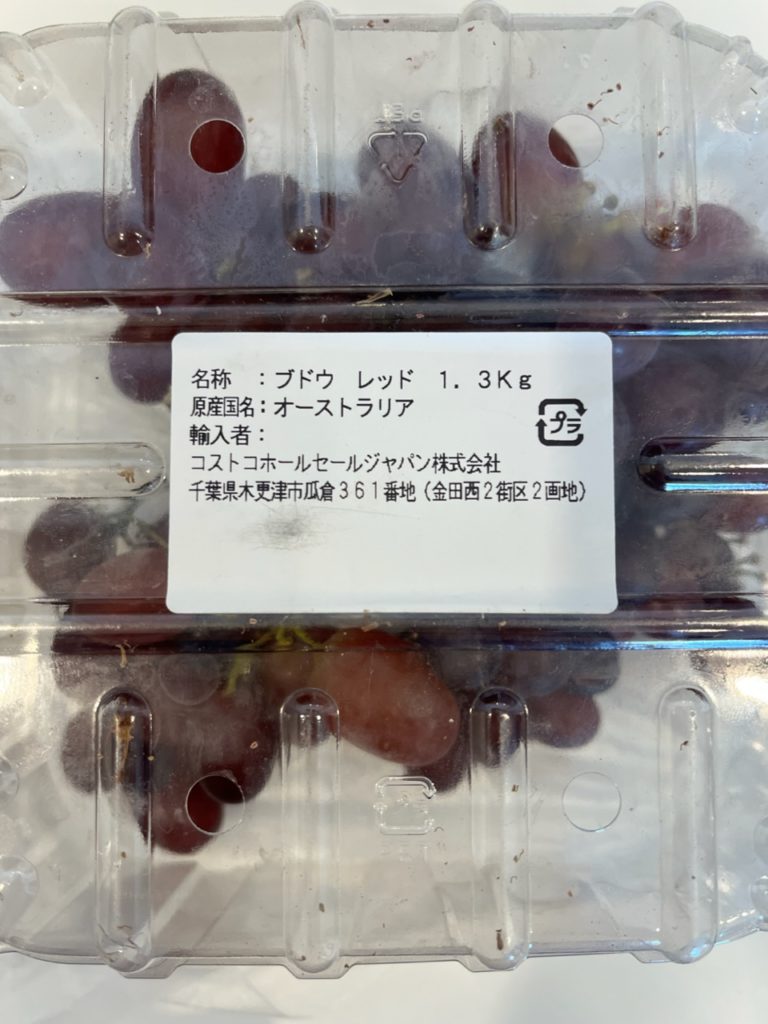 名称　：ブドウ　レッド　１．３Ｋｇ
原産国名：オーストラリア
輸入者：
プラ
コストコホールセールジャパン株式会社
千葉県木更津市瓜倉３６１番地（金田西２街区２画地）